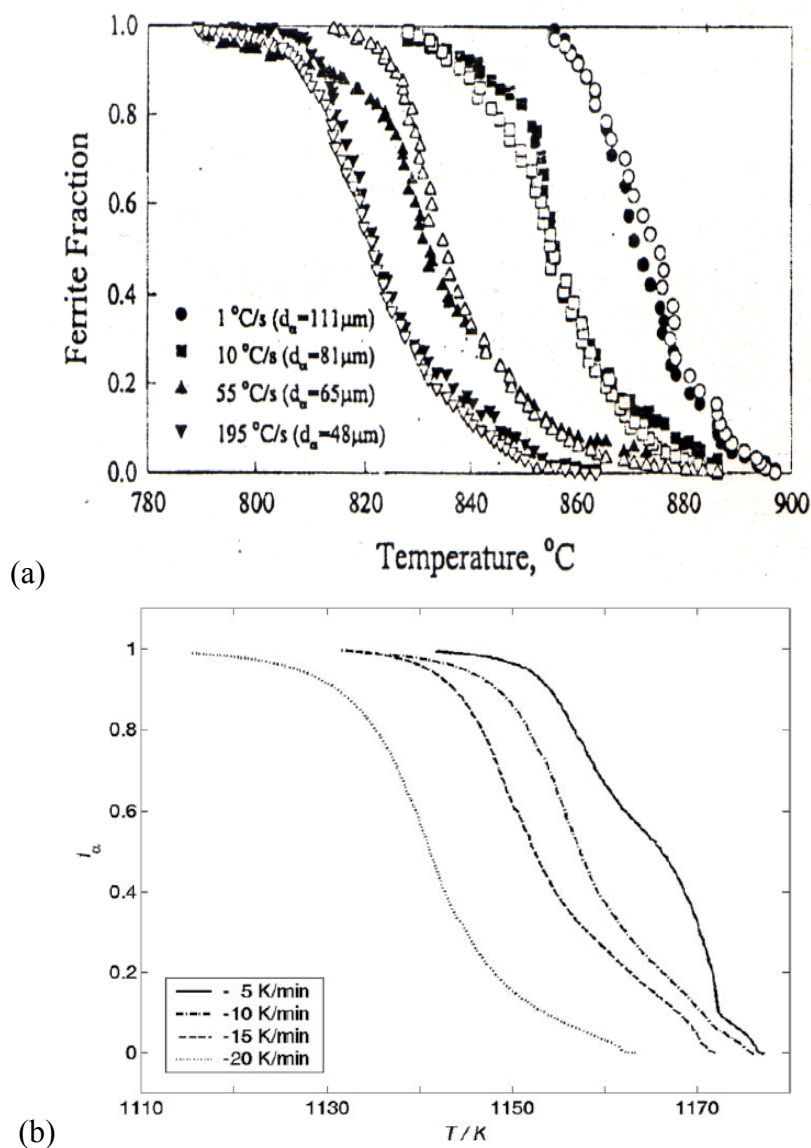 1.0
0.8
0.6
0.4
0.2
0.0
Ferrite Fraction
1 °C/s (dα=111μm)
10 °C/s (dα=81μm)
55 °C/s (dα=65μm)
195 °C/s (dα=48μm)
780 800 820 840 860 880 900
Temperature, °C
(a)
1
0.8
0.6
0.4
0.2
0
fα
- 5 K/min
-10 K/min
-15 K/min
-20 K/min
1110 1130 1150 1170
T / K
(b)